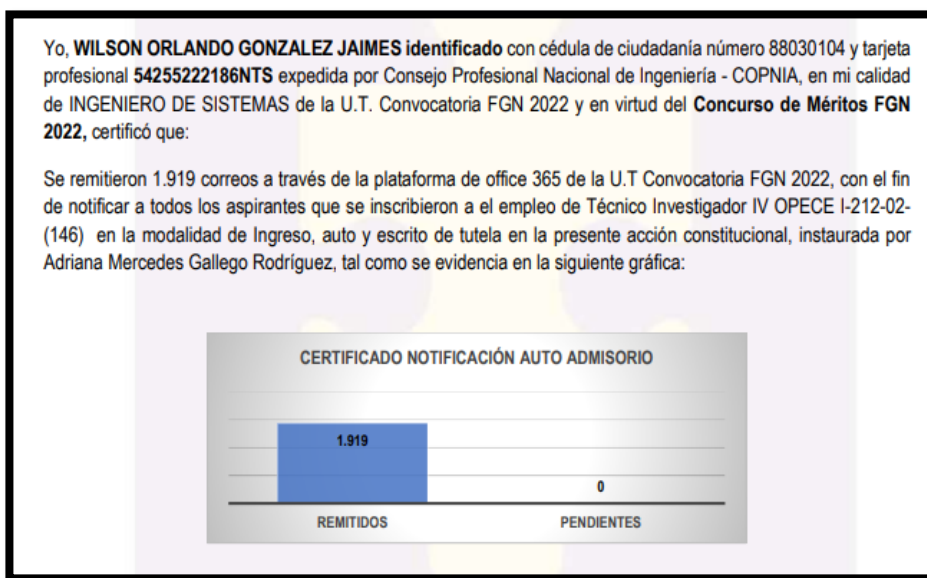 Yo, WILSON ORLANDO GONZALEZ JAIMES identificado con cédula de ciudadanía número 88030104 y tarjeta
profesional 54255222186NTS expedida por Consejo Profesional Nacional de Ingeniería - COPNIA, en mi calidad
de INGENIERO DE SISTEMAS de la U.T. Convocatoria FGN 2022 y en virtud del Concurso de Méritos FGN
2022, certificó que:
Se remitieron 1.919 correos a través de la plataforma de office 365 de la U.T Convocatoria FGN 2022, con el fin
de notificar a todos los aspirantes que se inscribieron a el empleo de Técnico Investigador IV OPECE I-212-02-
(146) en la modalidad de Ingreso, auto y escrito de tutela en la presente acción constitucional, instaurada por
Adriana Mercedes Gallego Rodríguez, tal como se evidencia en la siguiente gráfica:
CERTIFICADO NOTIFICACIÓN AUTO ADMISORIO
1.919
0
REMITIDOS PENDIENTES